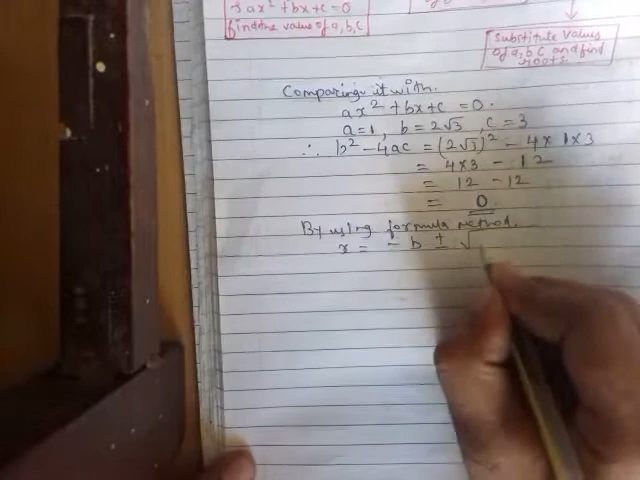 ax² + bx + c = 0
find the value of a, b, c
Substitute values
of a, b, c and find
roots.
Comparing it with.
ax² + bx + c = 0.
a=1, b=2√3, c=3
∴ b² - 4ac = (2√3)² - 4 × 1 × 3
= 4×3 - 12
= 12 - 12
= 0
By using formula method.
x = - b ± √